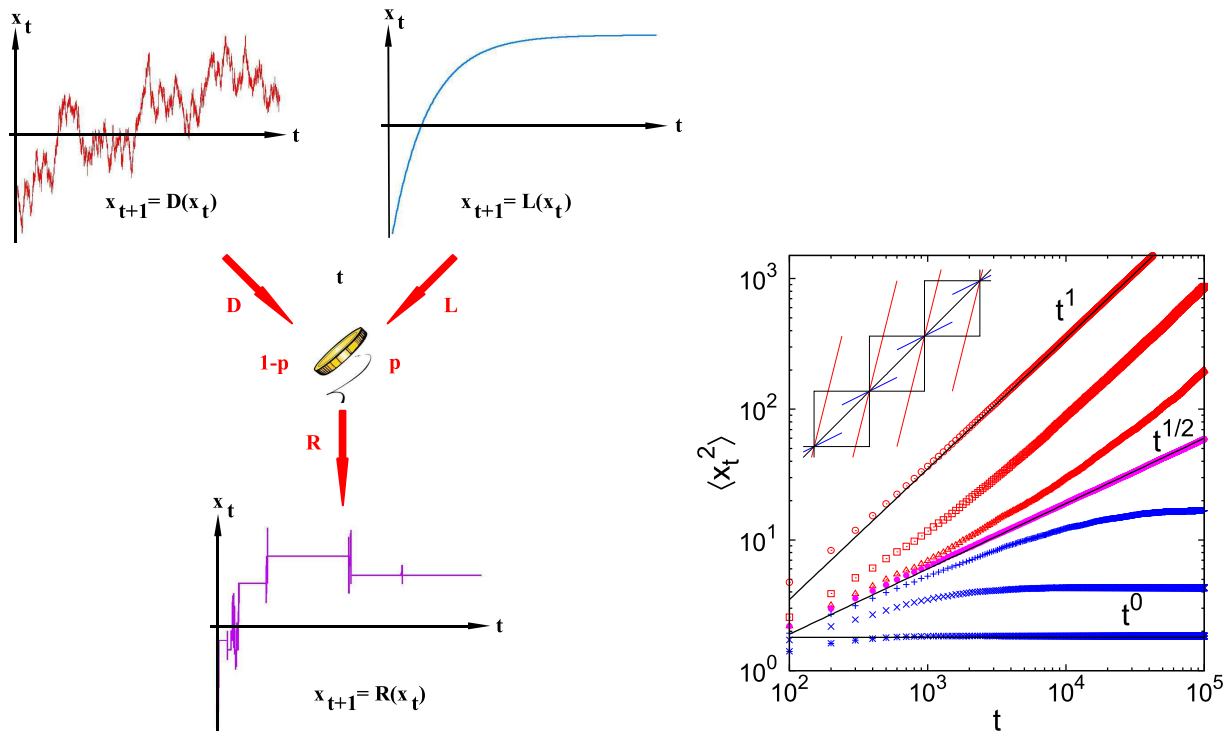 x_t
t
x_{t+1} = D(x_t)
x_t
t
x_{t+1} = L(x_t)
D
t
L
1-p
p
R
x_t
t
x_{t+1} = R(x_t)
⟨x_t^2⟩
10^3
10^2
10^1
10^0
t^1
t^{1/2}
t^0
10^2
10^3
10^4
10^5
t